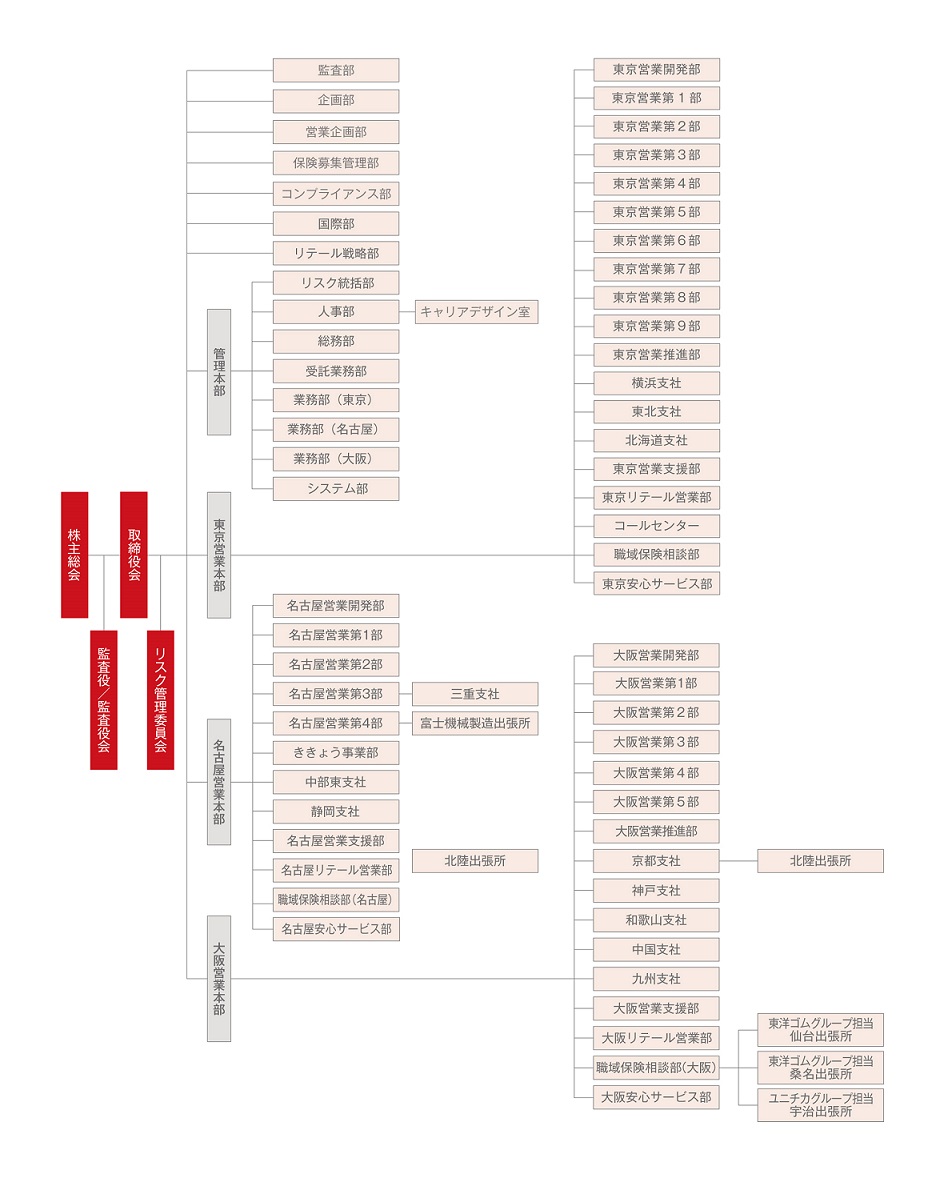 株主総会
取締役会
監査役／監査役会
リスク管理委員会
監査部
企画部
営業企画部
保険募集管理部
コンプライアンス部
国際部
リテール戦略部
管理本部
リスク統括部
人事部
キャリアデザイン室
総務部
受託業務部
業務部（東京）
業務部（名古屋）
業務部（大阪）
システム部
東京営業本部
東京営業開発部
東京営業第１部
東京営業第２部
東京営業第３部
東京営業第４部
東京営業第５部
東京営業第６部
東京営業第７部
東京営業第８部
東京営業第９部
東京営業推進部
横浜支社
東北支社
北海道支社
東京営業支援部
東京リテール営業部
コールセンター
職域保険相談部
東京安心サービス部
名古屋営業本部
名古屋営業開発部
名古屋営業第1部
名古屋営業第2部
名古屋営業第3部
三重支社
名古屋営業第4部
富士機械製造出張所
ききょう事業部
中部東支社
静岡支社
名古屋営業支援部
北陸出張所
名古屋リテール営業部
職域保険相談部（名古屋）
名古屋安心サービス部
大阪営業本部
大阪営業開発部
大阪営業第1部
大阪営業第２部
大阪営業第３部
大阪営業第４部
大阪営業第５部
大阪営業推進部
京都支社
北陸出張所
神戸支社
和歌山支社
中国支社
九州支社
大阪営業支援部
大阪リテール営業部
職域保険相談部(大阪)
東洋ゴムグループ担当
仙台出張所
東洋ゴムグループ担当
桑名出張所
ユニチカグループ担当
宇治出張所
大阪安心サービス部